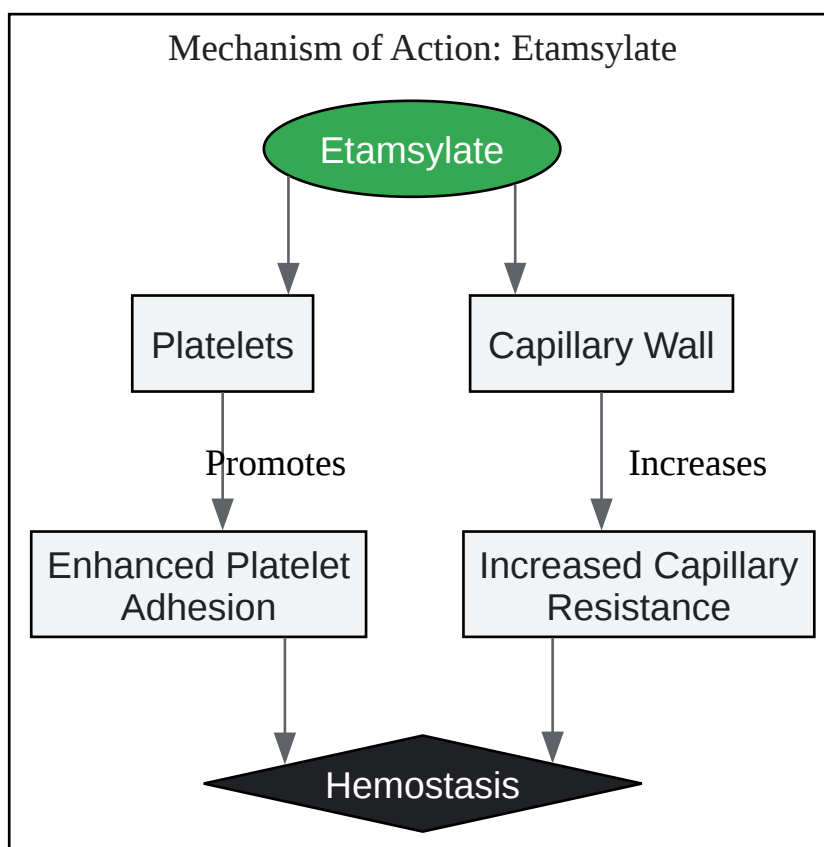 Mechanism of Action: Etamsylate
Etamsylate
Platelets
Capillary Wall
Promotes
Increases
Enhanced Platelet
Adhesion
Increased Capillary
Resistance
Hemostasis